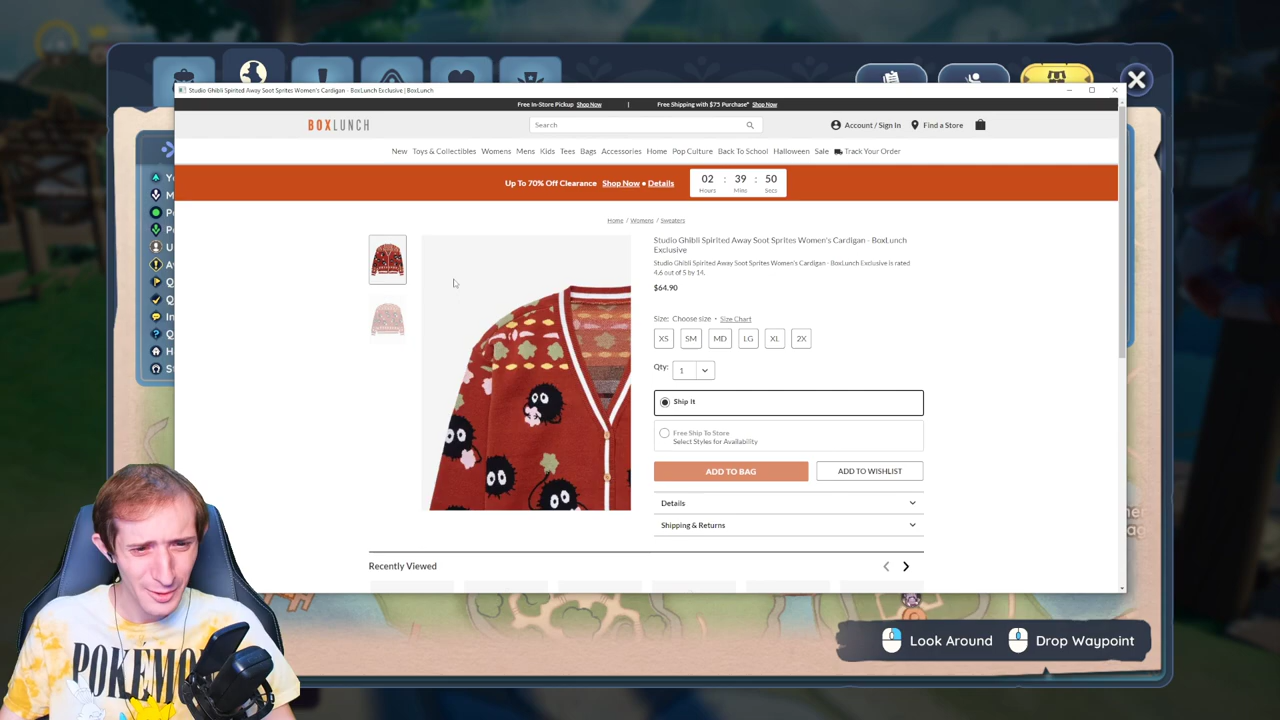 Studio Ghibli Spirited Away Soot Sprites Women's Cardigan - BoxLunch Exclusive | BoxLunch
Free In-Store Pickup Shop Now | Free Shipping with $75 Purchase* Shop Now
BOXLUNCH
Search
Account / Sign In
Find a Store
New Toys & Collectibles Womens Mens Kids Tees Bags Accessories Home Pop Culture Back To School Halloween Sale Track Your Order
Up To 70% Off Clearance Shop Now • Details
02 : 39 : 50
Hours Mins Secs
Home / Womens / Sweaters
Studio Ghibli Spirited Away Soot Sprites Women's Cardigan - BoxLunch
Exclusive
Studio Ghibli Spirited Away Soot Sprites Women's Cardigan - BoxLunch Exclusive is rated
4.6 out of 5 by 14.
$64.90
Size: Choose size • Size Chart
XS SM MD LG XL 2X
Qty: 1
Ship It
Free Ship To Store
Select Styles for Availability
ADD TO BAG
ADD TO WISHLIST
Details
Shipping & Returns
Recently Viewed
Look Around
Drop Waypoint
POKÉMON